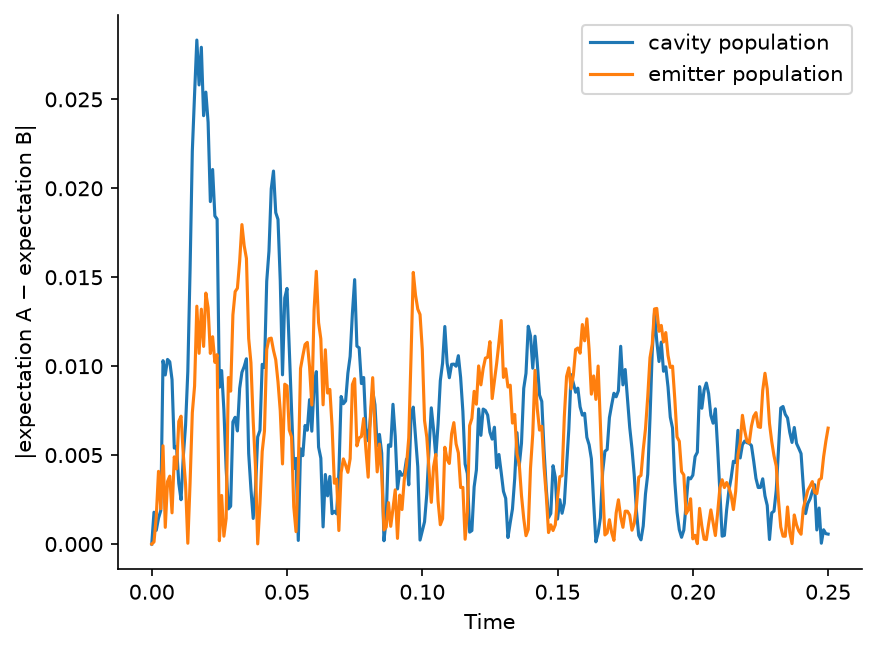 cavity population
emitter population
0.025
0.020
0.015
0.010
0.005
0.000
|expectation A − expectation B|
0.00 0.05 0.10 0.15 0.20 0.25
Time